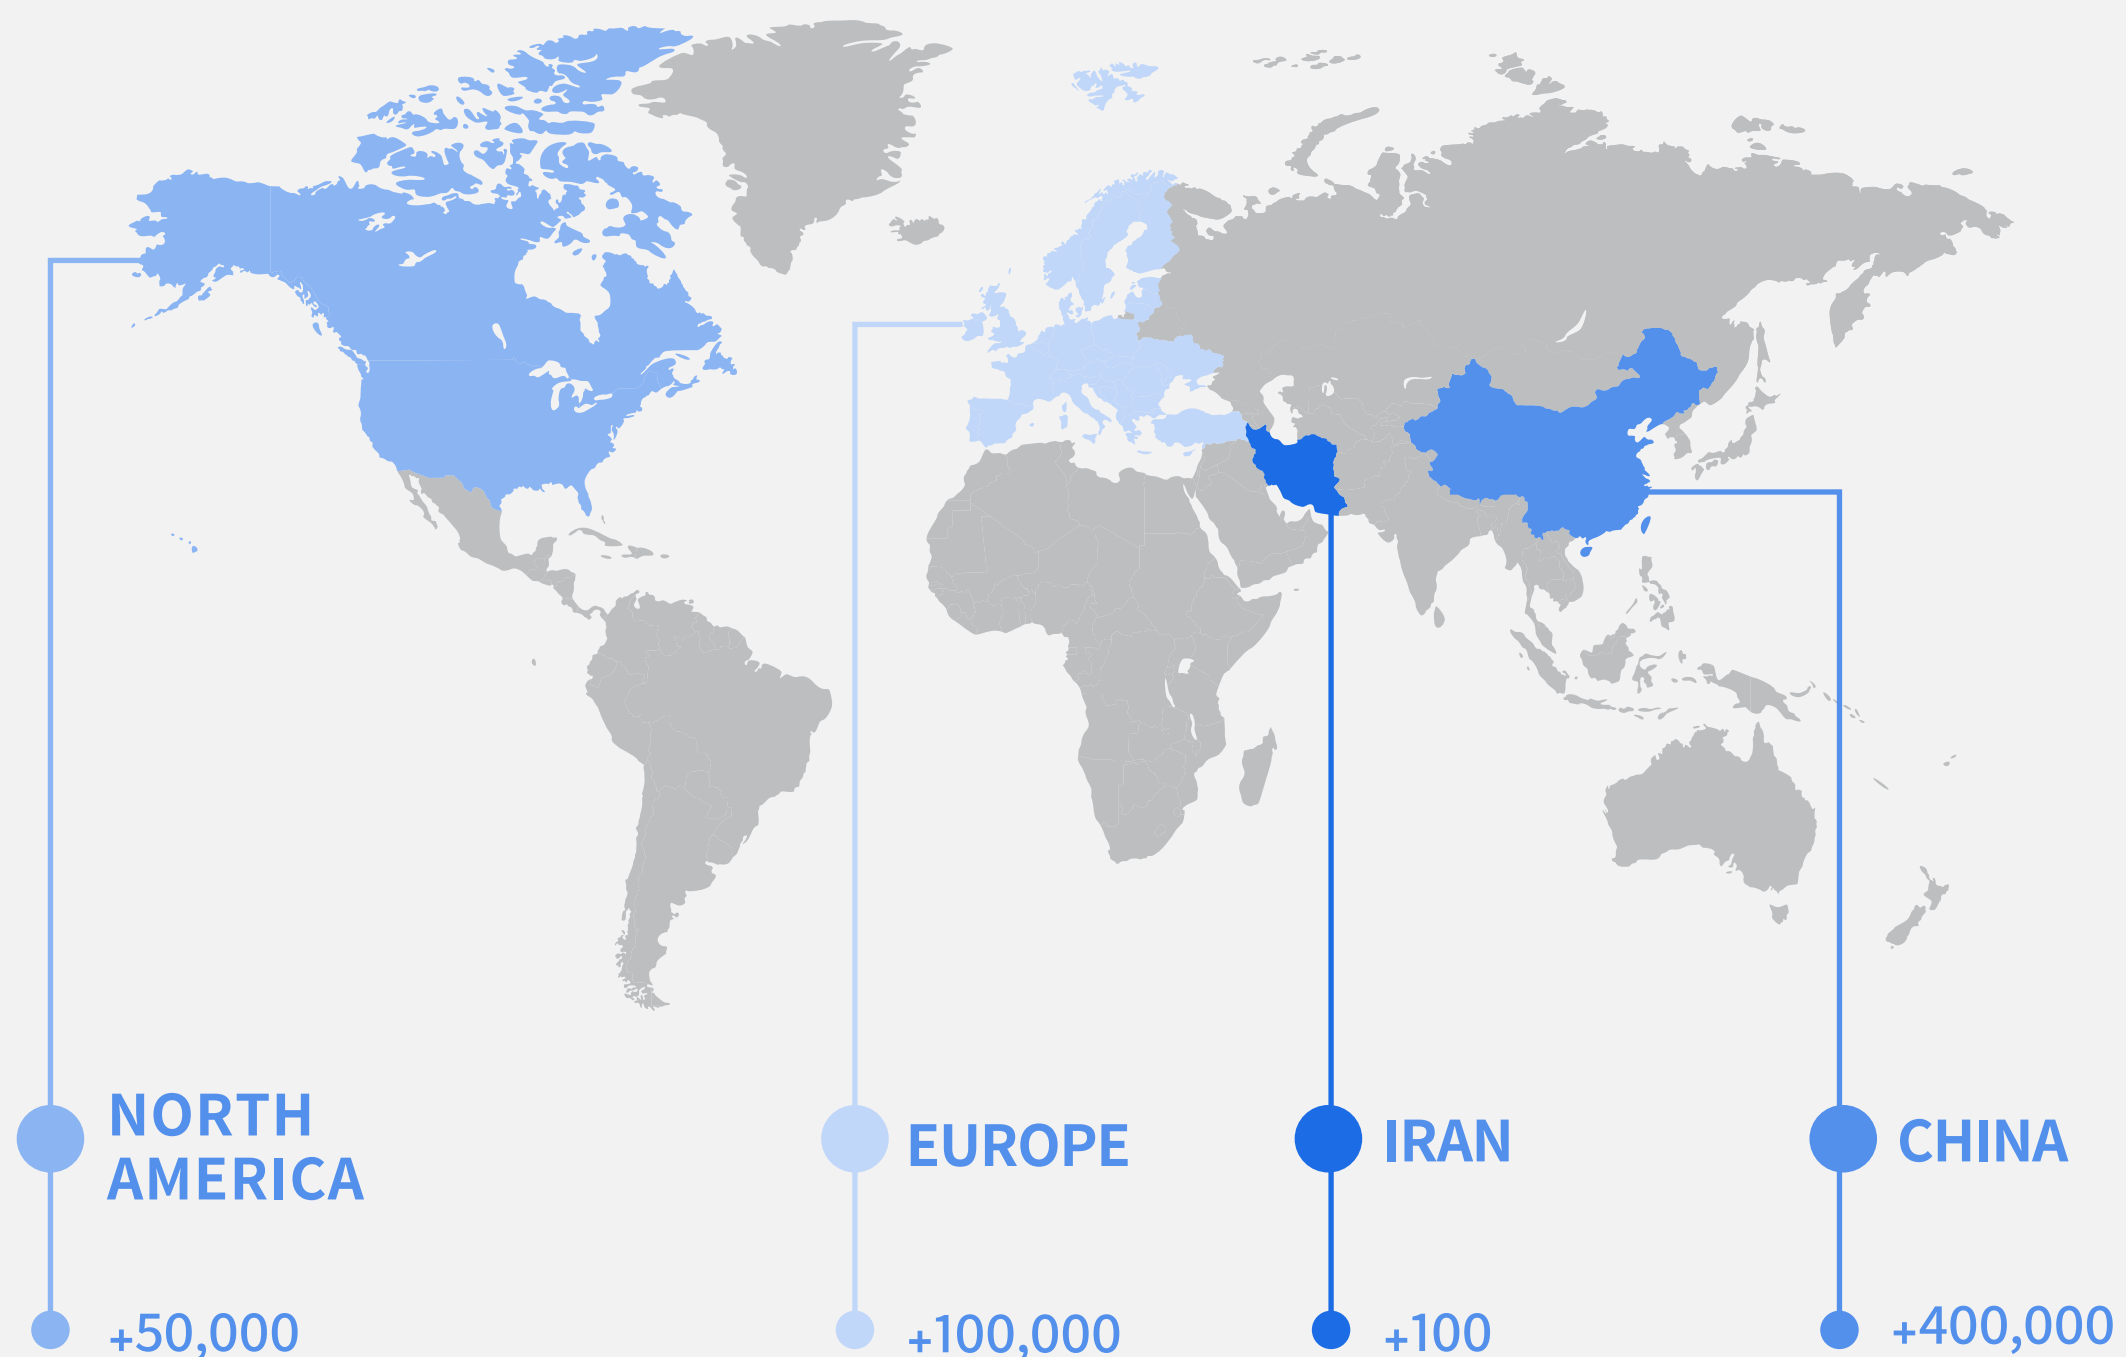 NORTH
AMERICA
+50,000
EUROPE
+100,000
IRAN
+100
CHINA
+400,000